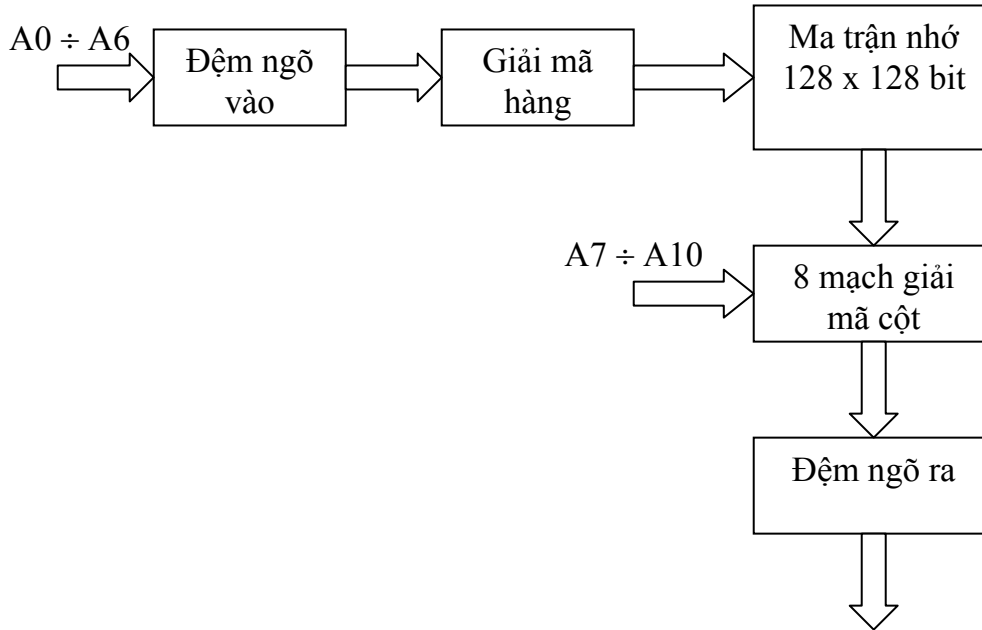 A0 ÷ A6
Đệm ngõ
vào
Giải mã
hàng
Ma trận nhớ
128 x 128 bit
A7 ÷ A10
8 mạch giải
mã cột
Đệm ngõ ra